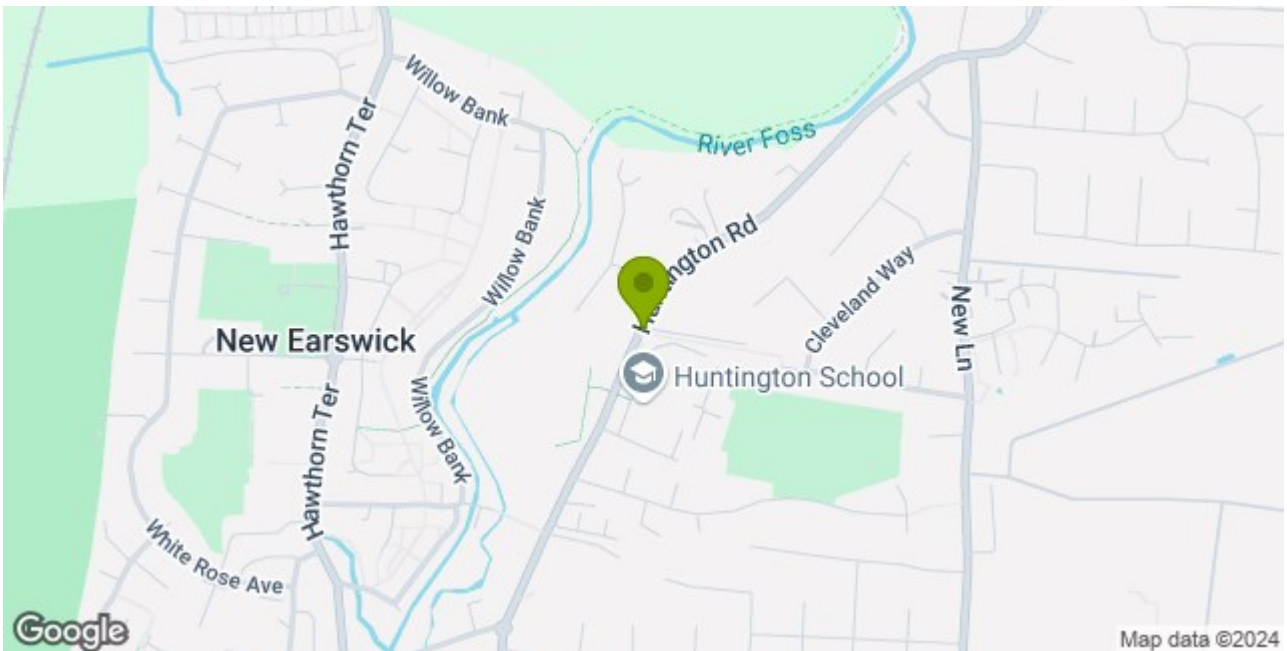 Willow Bank
Hawthorn Ter
River Foss
Willow Bank
Huntington Rd
Cleveland Way
New Ln
New Earswick
Huntington School
Willow Bank
Hawthorn Ter
White Rose Ave
Google
Map data ©2024